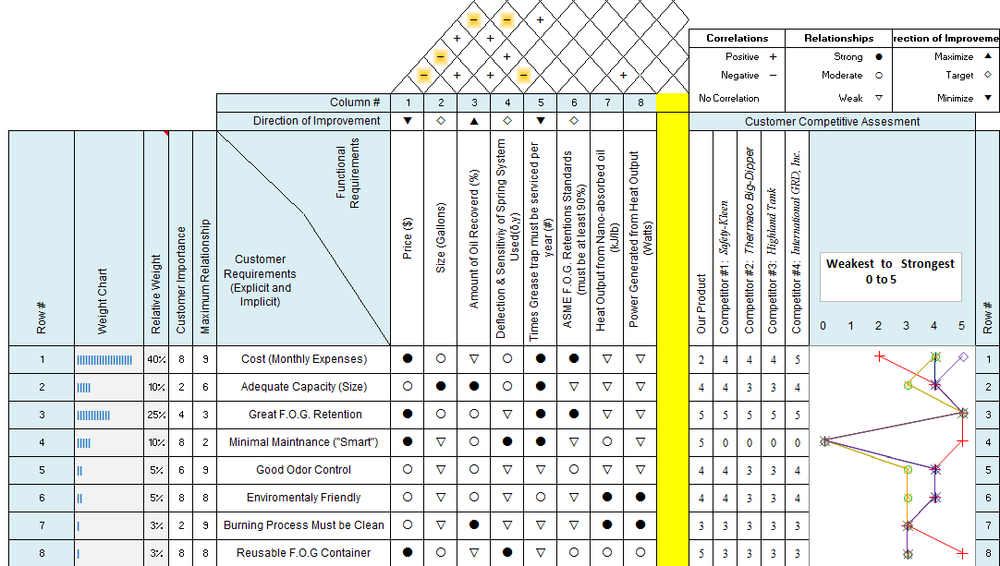 − − +
+ +
− +
− + + − +
Correlations Relationships rection of Improveme
Positive + Strong ● Maximize ▲
Negative − Moderate ○ Target ◇
No Correlation Weak ▽ Minimize ▼
Column # 1 2 3 4 5 6 7 8
Direction of Improvement ▼ ◇ ▲ ◇ ▼ ◇
Customer Competitive Assesment
Row #
Weight Chart
Relative Weight
Customer Importance
Maximum Relationship
Functional
Requirements
Customer
Requirements
(Explicit and
Implicit)
Price ($)
Size (Gallons)
Amount of Oil Recoverd (%)
Deflection & Sensitiviy of Spring System
Used(δ,y)
Times Grease trap must be serviced per
year (#)
ASME F.O.G. Retentions Standards
(must be at least 90%)
Heat Output from Nano-absorbed oil
(kJ/lb)
Power Generated from Heat Output
(Watts)
Our Product
Competitor #1: Safety-Kleen
Competitor #2: Thermaco Big-Dipper
Competitor #3: Highland Tank
Competitor #4: International GRD, Inc.
Weakest to Strongest
0 to 5
0 1 2 3 4 5
Row #
1 40% 8 9 Cost (Monthly Expenses) ● ○ ▽ ○ ● ● ▽ ▽ 2 4 4 4 5 1
2 10% 2 6 Adequate Capacity (Size) ○ ● ● ○ ● ▽ ▽ ▽ 4 4 3 3 4 2
3 25% 4 3 Great F.O.G. Retention ● ○ ○ ▽ ● ● ▽ ▽ 5 5 5 5 5 3
4 10% 8 2 Minimal Maintnance ("Smart") ● ▽ ○ ● ● ▽ ○ ▽ 5 0 0 0 0 4
5 5% 6 9 Good Odor Control ○ ▽ ○ ▽ ▽ ○ ▽ ▽ 4 4 3 3 4 5
6 5% 8 8 Enviromentaly Friendly ○ ▽ ○ ▽ ○ ▽ ● ● 4 4 3 3 4 6
7 3% 2 9 Burning Process Must be Clean ○ ▽ ● ▽ ▽ ▽ ● ● 3 3 3 3 3 7
8 3% 8 8 Reusable F.O.G Container ● ○ ▽ ● ▽ ○ ○ ○ 5 3 3 3 3 8